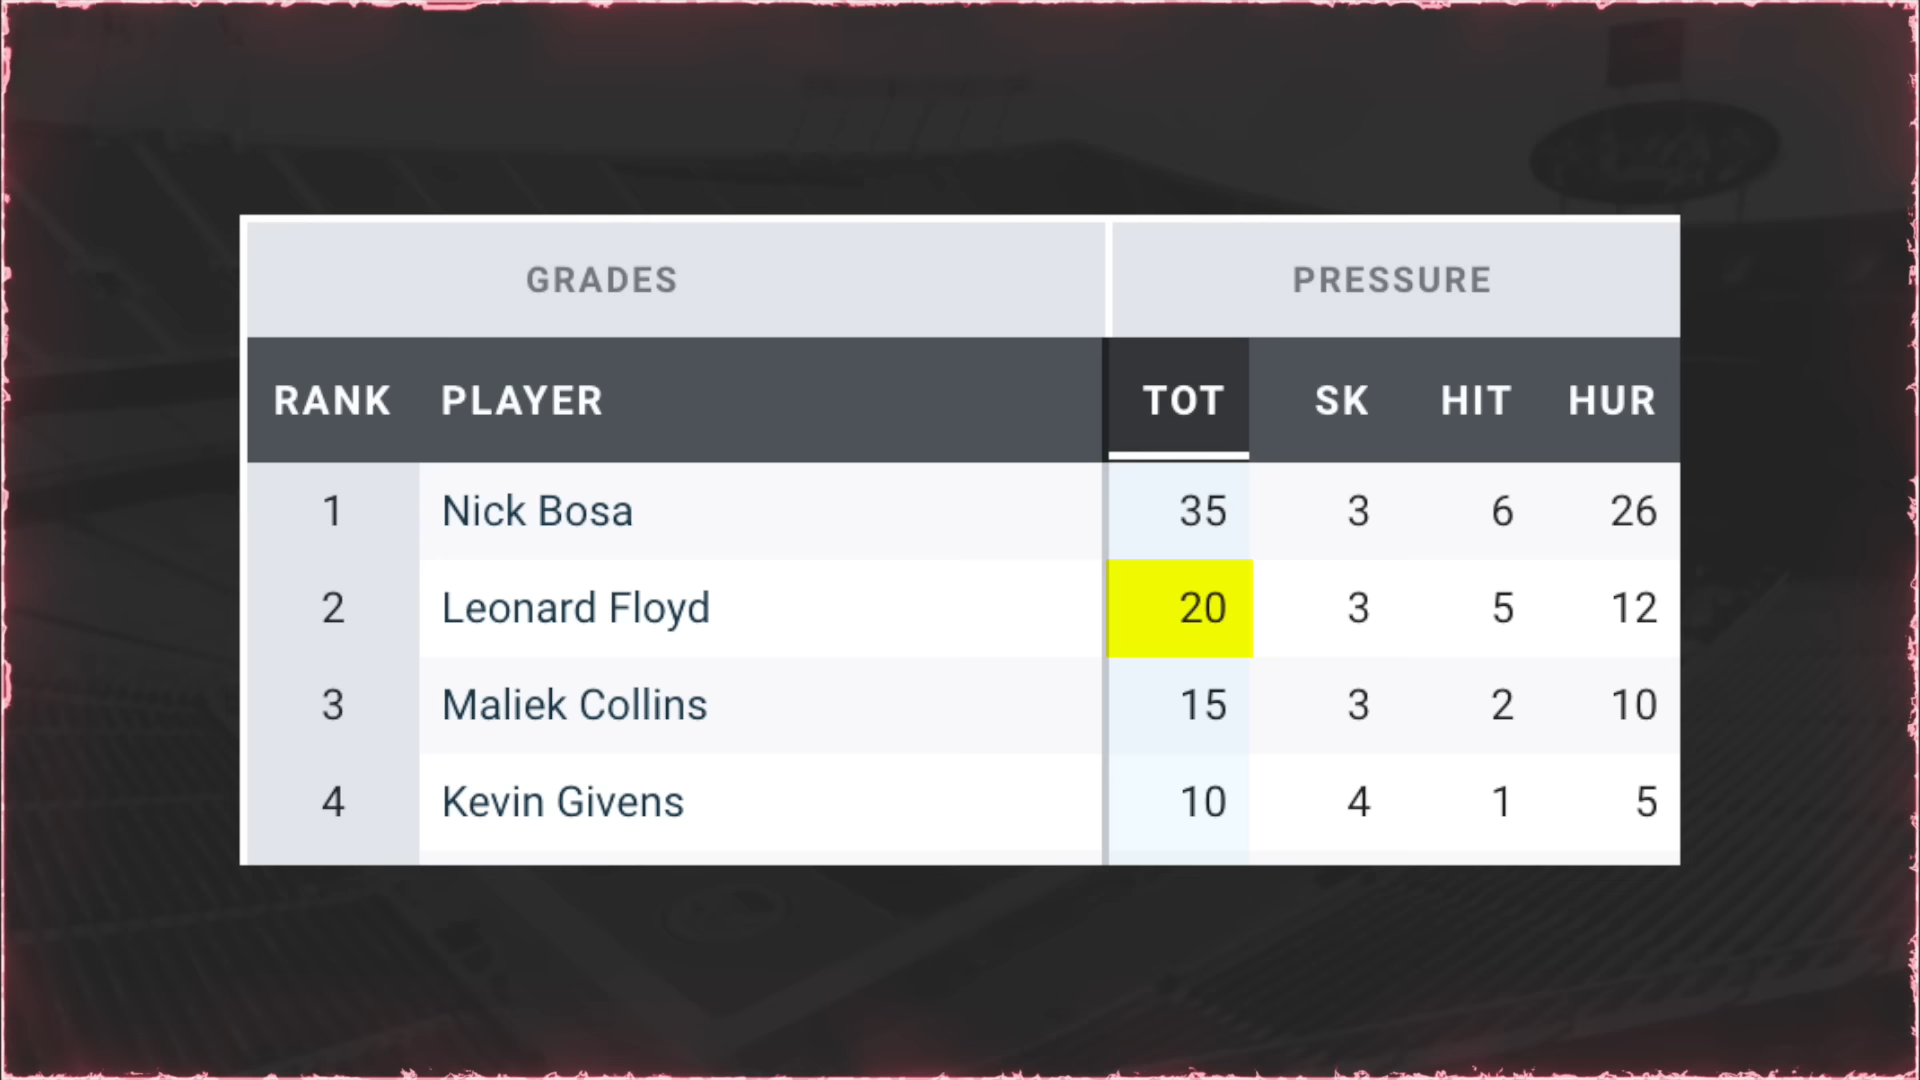 GRADES PRESSURE
RANK PLAYER TOT SK HIT HUR
1 Nick Bosa 35 3 6 26
2 Leonard Floyd 20 3 5 12
3 Maliek Collins 15 3 2 10
4 Kevin Givens 10 4 1 5